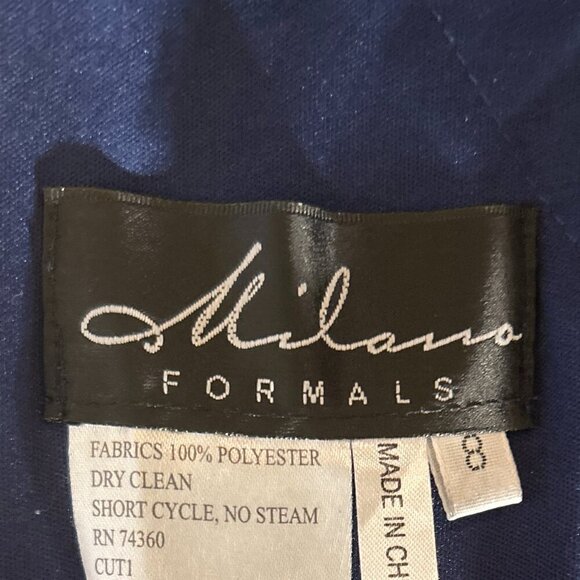 Milano
FORMALS
FABRICS 100% POLYESTER
DRY CLEAN
SHORT CYCLE, NO STEAM
RN 74360
CUT1
MADE IN CH
8